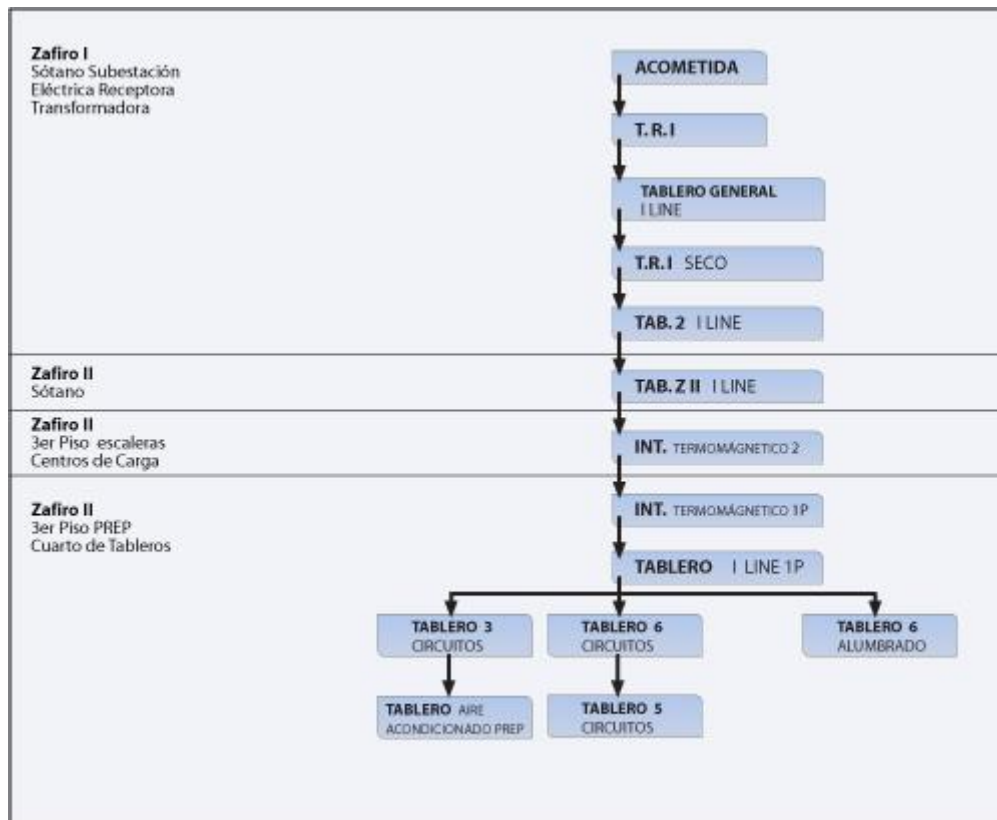 Zafiro I
Sótano Subestación
Eléctrica Receptora
Transformadora
ACOMETIDA
T. R. I
TABLERO GENERAL
I LINE
T.R. I SECO
TAB. 2 I LINE
Zafiro II
Sótano
TAB. Z II I LINE
Zafiro II
3er Piso escaleras
Centros de Carga
INT. TERMOMÁGNETICO 2
Zafiro II
3er Piso PREP
Cuarto de Tableros
INT. TERMOMÁGNETICO 1P
TABLERO I LINE 1P
TABLERO 3
CIRCUITOS
TABLERO 6
CIRCUITOS
TABLERO 6
ALUMBRADO
TABLERO AIRE
ACONDICIONADO PREP
TABLERO 5
CIRCUITOS